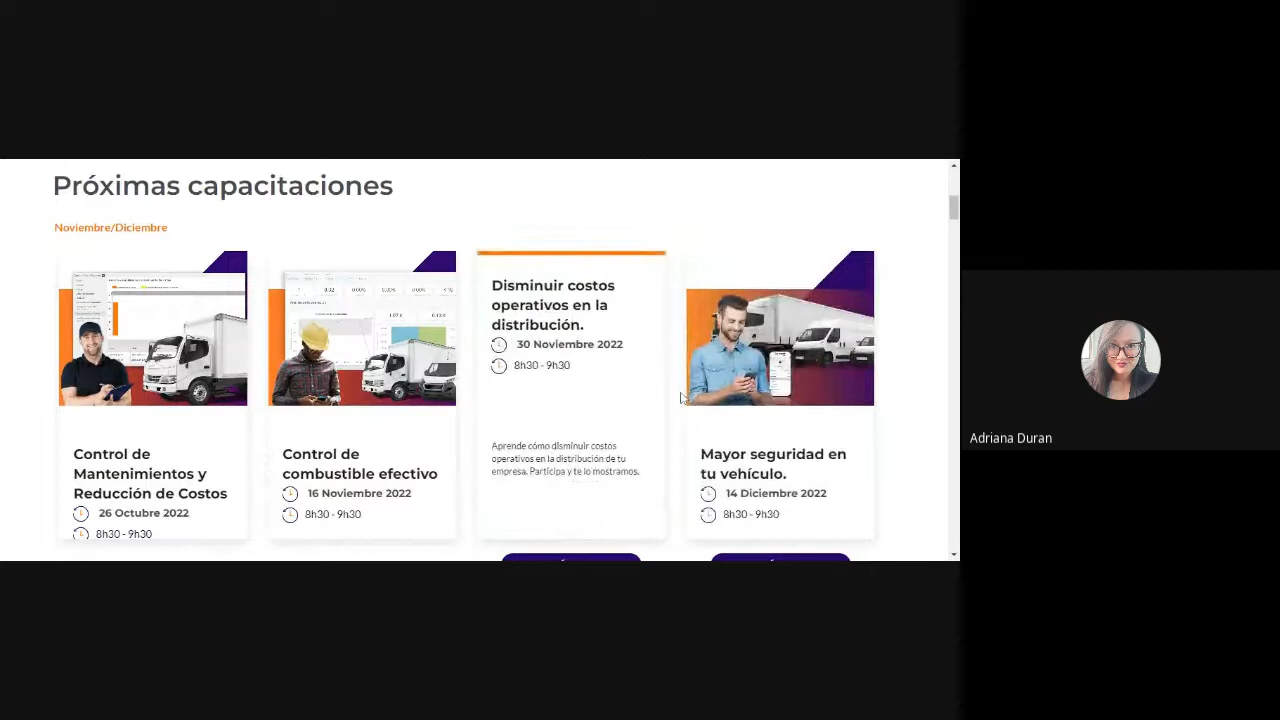 Próximas capacitaciones
Noviembre/Diciembre
Control de
Mantenimientos y
Reducción de Costos
26 Octubre 2022
8h30 - 9h30
Control de
combustible efectivo
16 Noviembre 2022
8h30 - 9h30
Disminuir costos
operativos en la
distribución.
30 Noviembre 2022
8h30 - 9h30
Aprende cómo disminuir costos
operativos en la distribución de tu
empresa. Participa y te lo mostramos.
Mayor seguridad en
tu vehículo.
14 Diciembre 2022
8h30 - 9h30
Adriana Duran